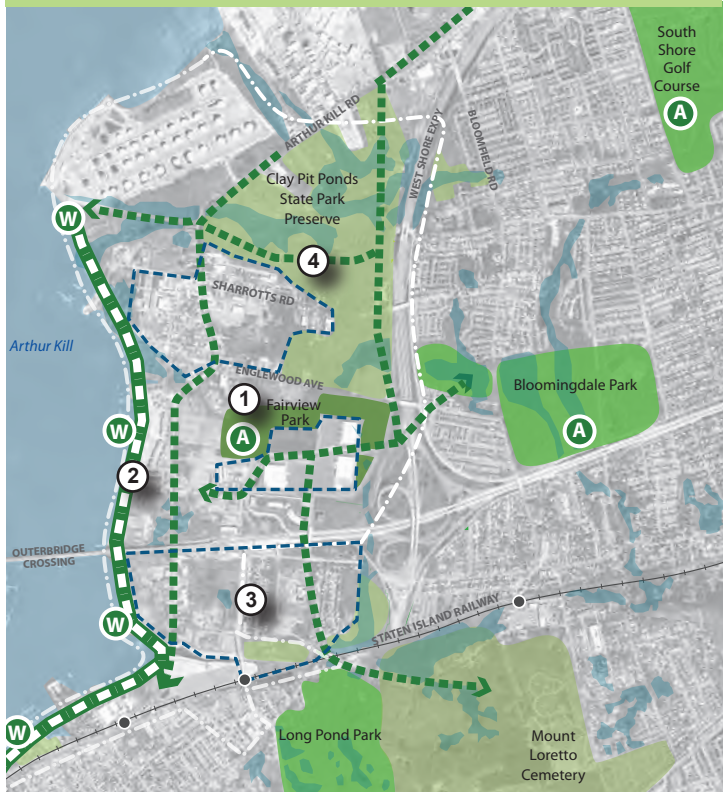 South
Shore
Golf
Course
A
ARTHUR KILL RD
WEST SHORE EXPY
BLOOMFIELD RD
Clay Pit Ponds
State Park
Preserve
W
4
SHARROTTS RD
Arthur Kill
ENGLEWOOD AVE
1
Fairview
Park
A
Bloomingdale Park
A
W
2
OUTERBRIDGE
CROSSING
3
W
STATEN ISLAND RAILWAY
W
Long Pond Park
Mount
Loretto
Cemetery